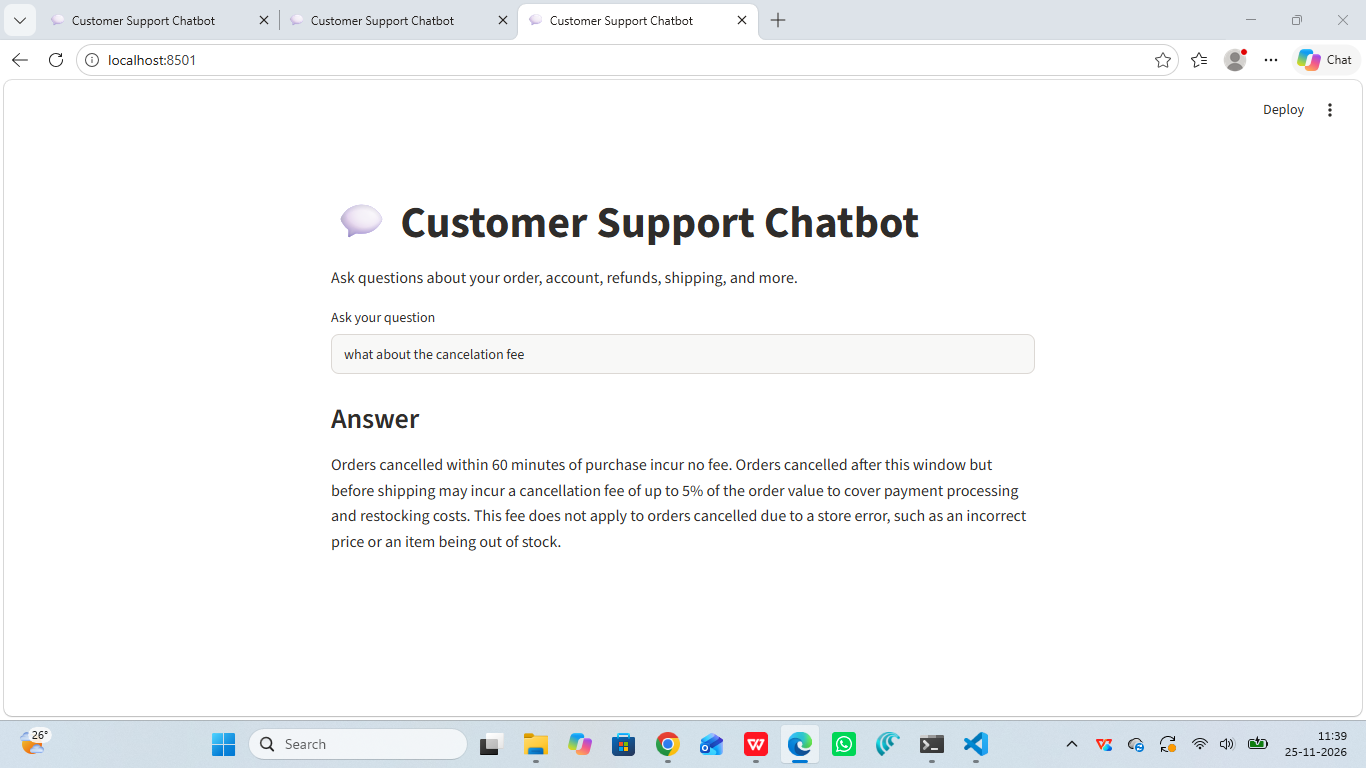 Customer Support Chatbot
Customer Support Chatbot
Customer Support Chatbot
localhost:8501
Chat
Deploy
Customer Support Chatbot
Ask questions about your order, account, refunds, shipping, and more.
Ask your question
what about the cancelation fee
Answer
Orders cancelled within 60 minutes of purchase incur no fee. Orders cancelled after this window but
before shipping may incur a cancellation fee of up to 5% of the order value to cover payment processing
and restocking costs. This fee does not apply to orders cancelled due to a store error, such as an incorrect
price or an item being out of stock.
26°
Search
11:39
25-11-2026